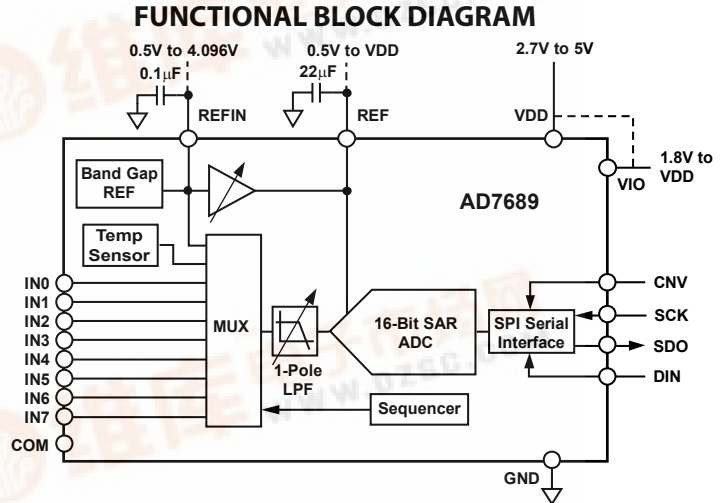 FUNCTIONAL BLOCK DIAGRAM
0.5V to 4.096V
0.5V to VDD
2.7V to 5V
0.1μF
22μF
REFIN
REF
VDD
1.8V to
VDD
VIO
Band Gap
REF
AD7689
Temp
Sensor
IN0
IN1
IN2
IN3
IN4
IN5
IN6
IN7
COM
MUX
1-Pole
LPF
16-Bit SAR
ADC
SPI Serial
Interface
CNV
SCK
SDO
DIN
Sequencer
GND